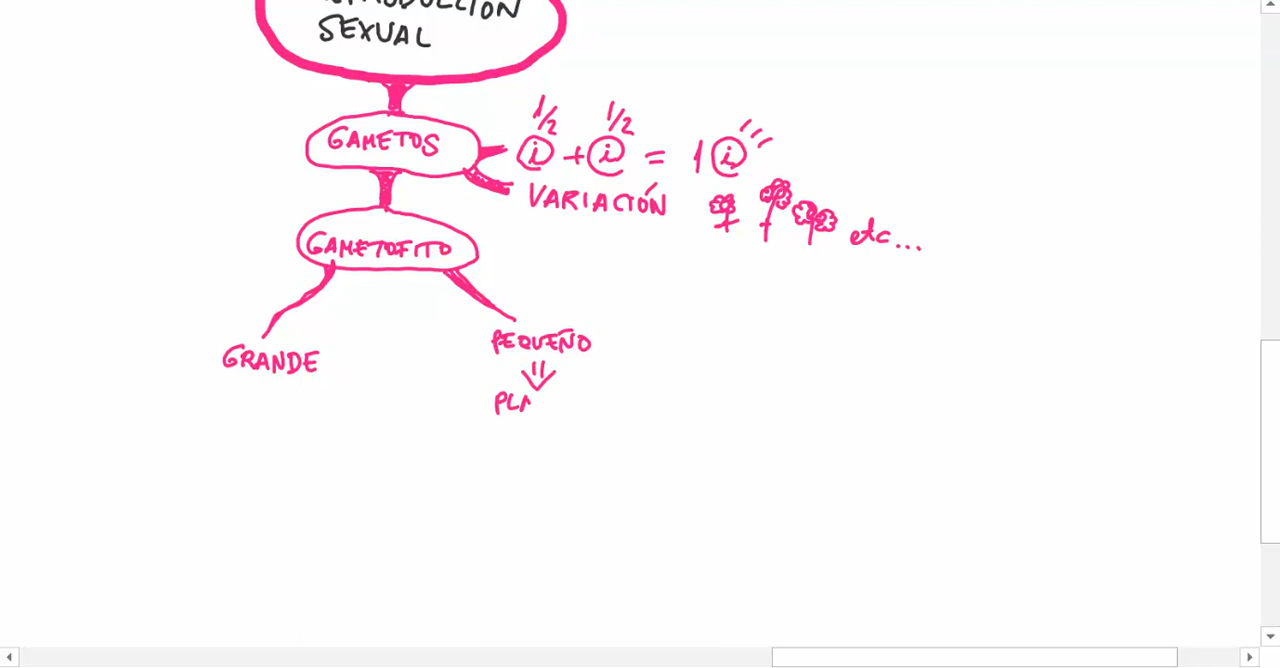 SEXUAL
GAMETOS
1/2 1/2
i + i = 1 i
VARIACIÓN
etc...
GAMETOFITO
GRANDE
PEQUEÑO